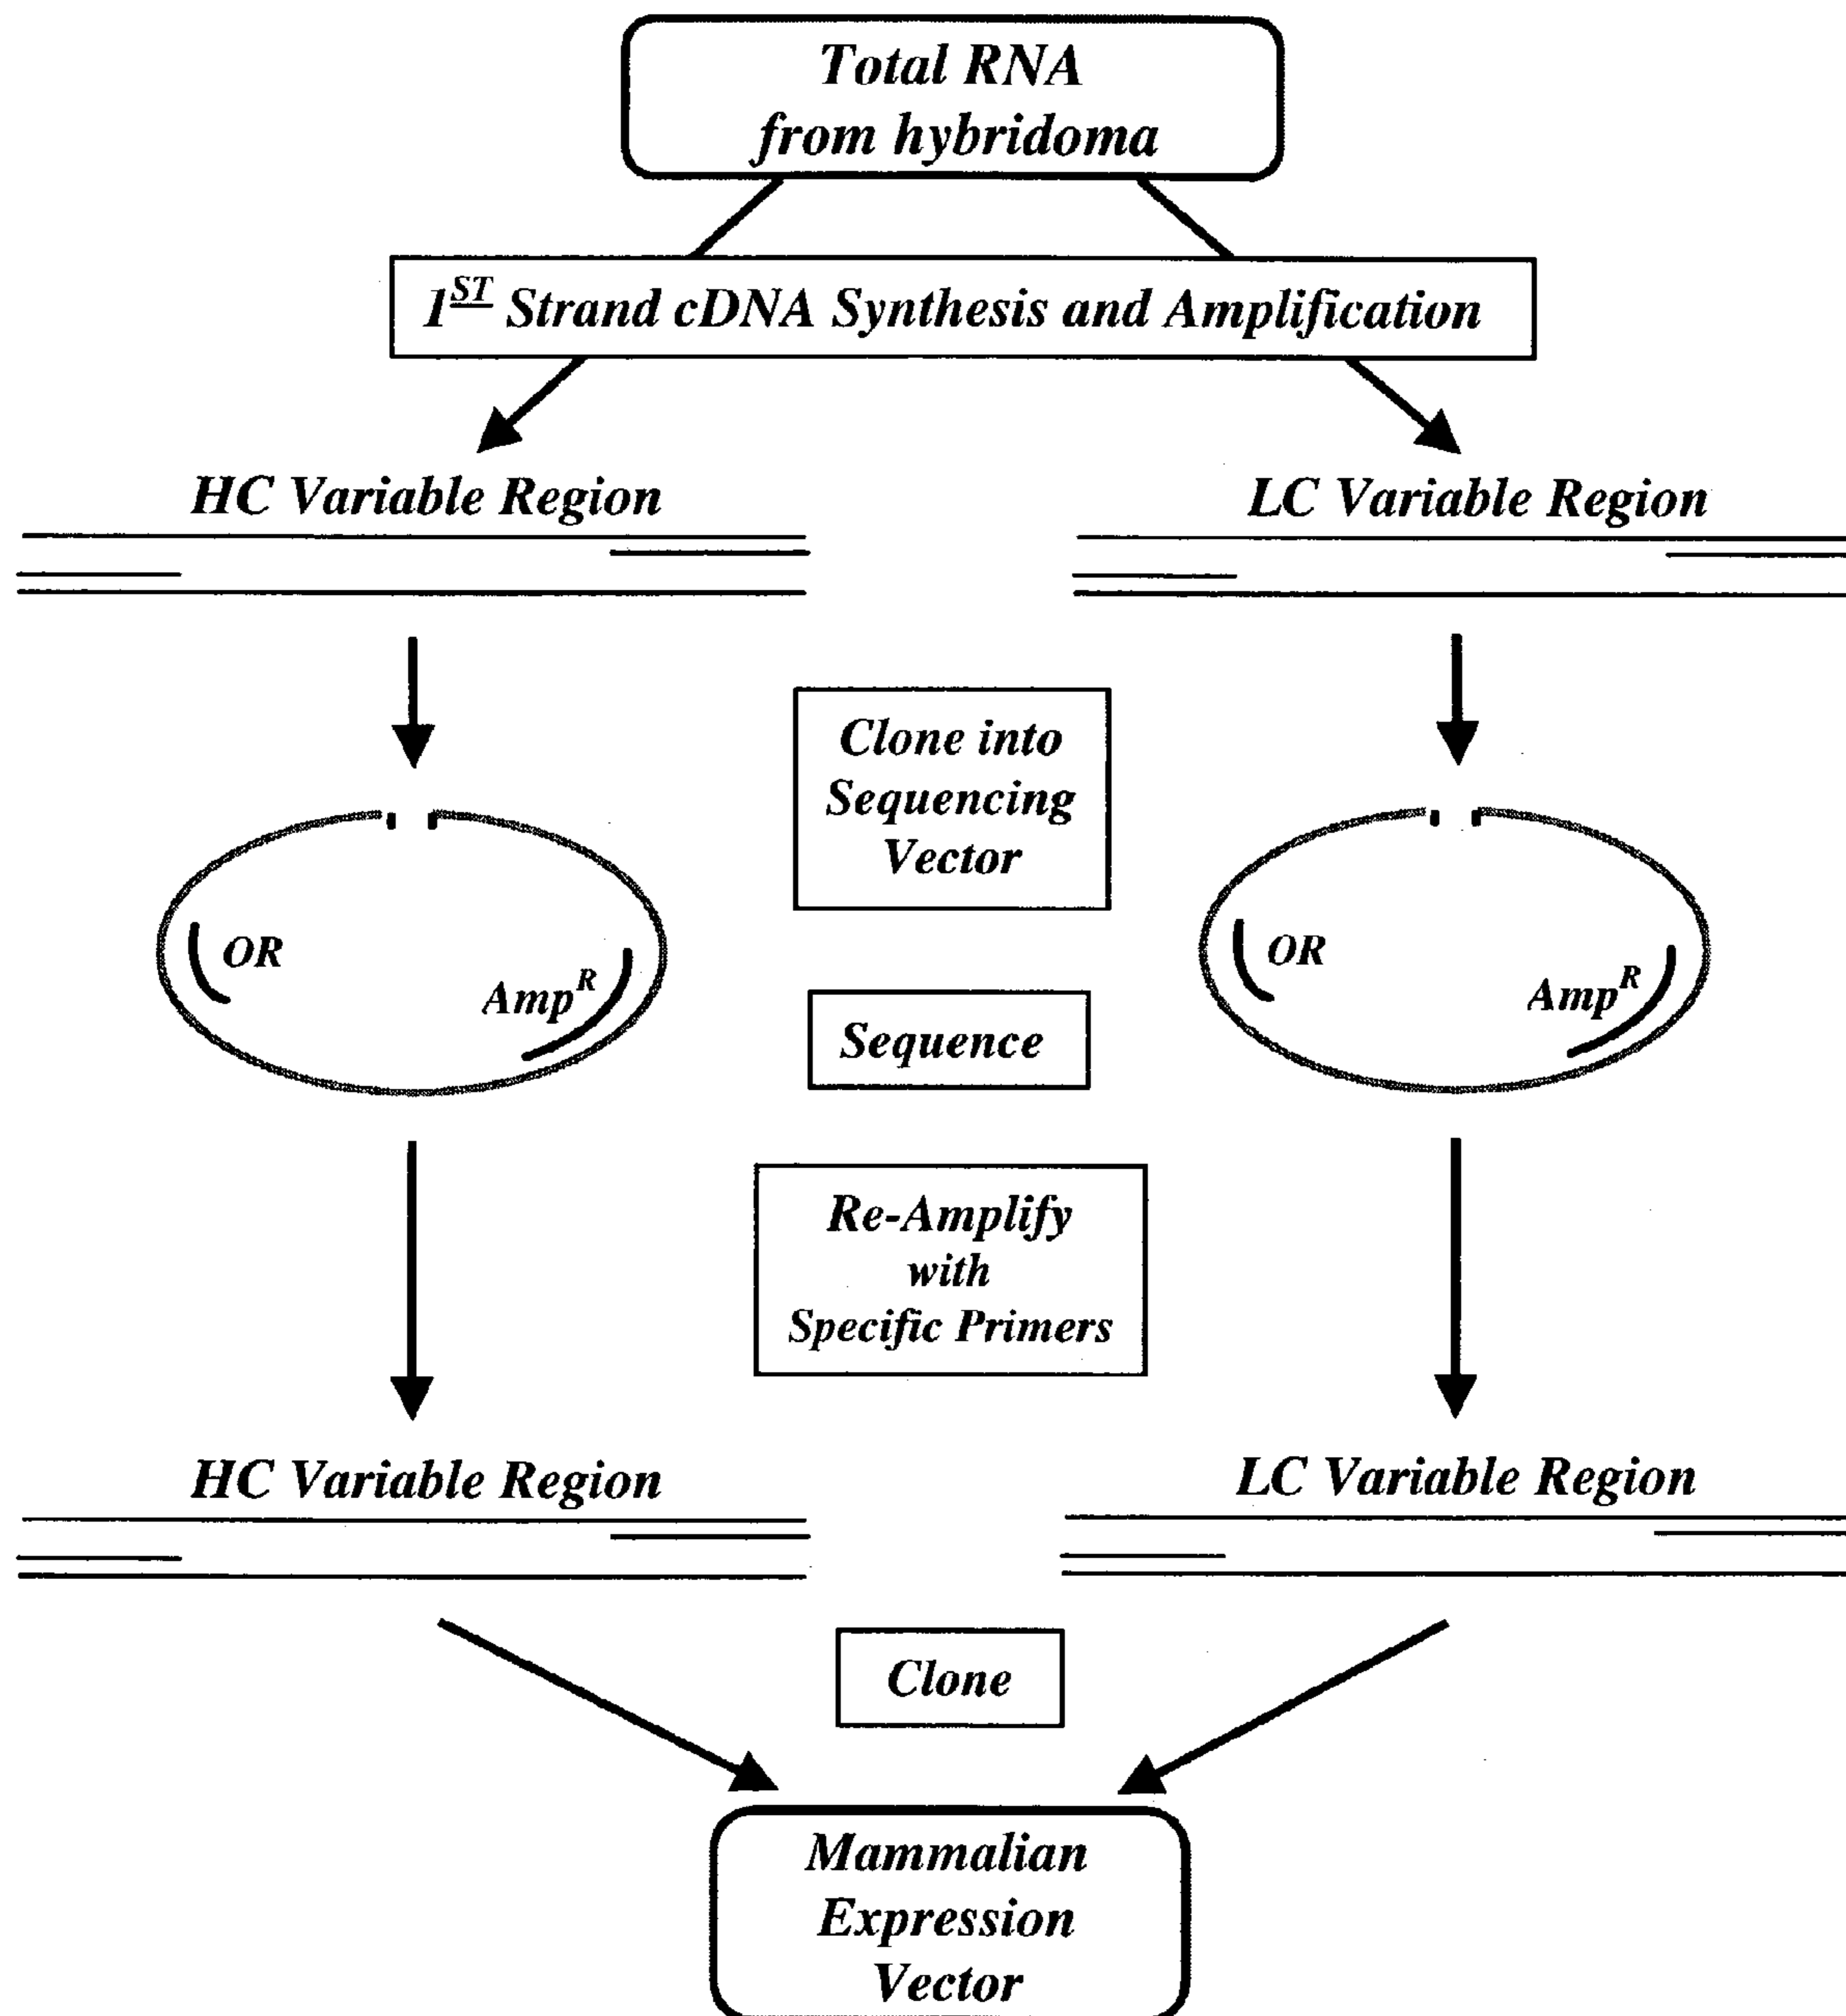 Total RNA
from hybridoma
1ST Strand cDNA Synthesis and Amplification
HC Variable Region
LC Variable Region
Clone into
Sequencing
Vector
OR
AmpR
OR
AmpR
Sequence
Re-Amplify
with
Specific Primers
HC Variable Region
LC Variable Region
Clone
Mammalian
Expression
Vector